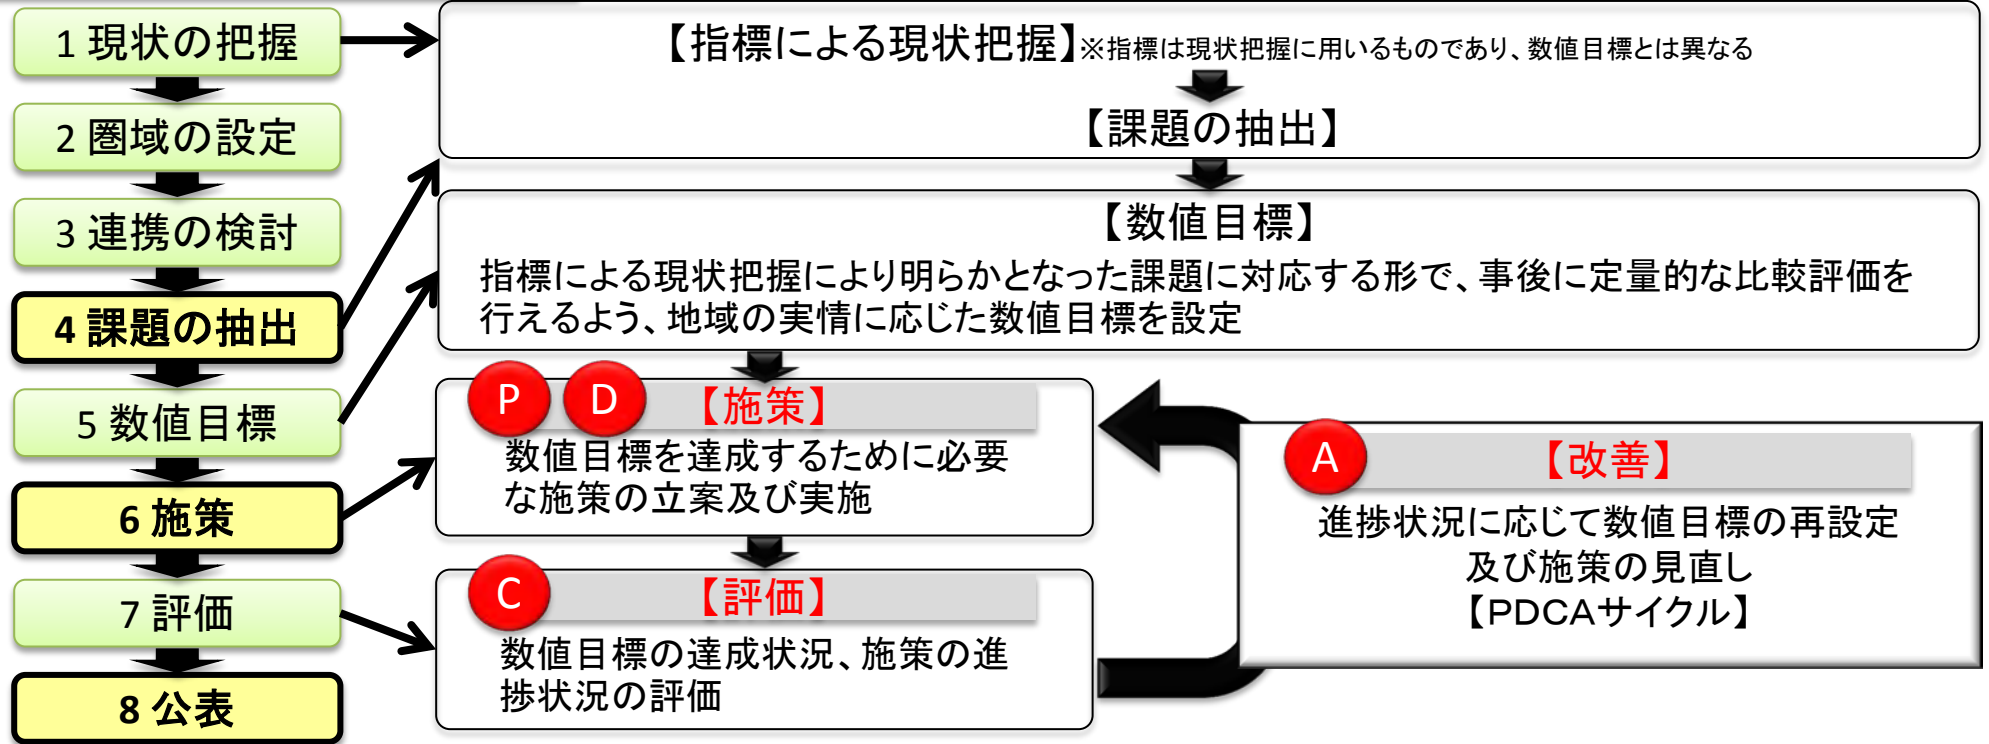 1 現状の把握
2 圏域の設定
3 連携の検討
4 課題の抽出
5 数値目標
6 施策
7 評価
8 公表
【指標による現状把握】※指標は現状把握に用いるものであり、数値目標とは異なる
【課題の抽出】
【数値目標】
指標による現状把握により明らかとなった課題に対応する形で、事後に定量的な比較評価を
行えるよう、地域の実情に応じた数値目標を設定
P D 【施策】
数値目標を達成するために必要
な施策の立案及び実施
C 【評価】
数値目標の達成状況、施策の進
捗状況の評価
A 【改善】
進捗状況に応じて数値目標の再設定
及び施策の見直し
【PDCAサイクル】